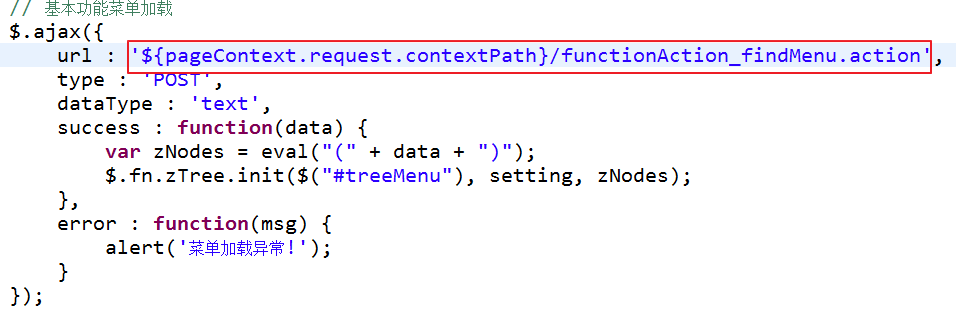 // 基本功能菜单加载
$.ajax({
    url : '${pageContext.request.contextPath}/functionAction_findMenu.action',
    type : 'POST',
    dataType : 'text',
    success : function(data) {
        var zNodes = eval("(" + data + ")");
        $.fn.zTree.init($("#treeMenu"), setting, zNodes);
    },
    error : function(msg) {
        alert('菜单加载异常!');
    }
});